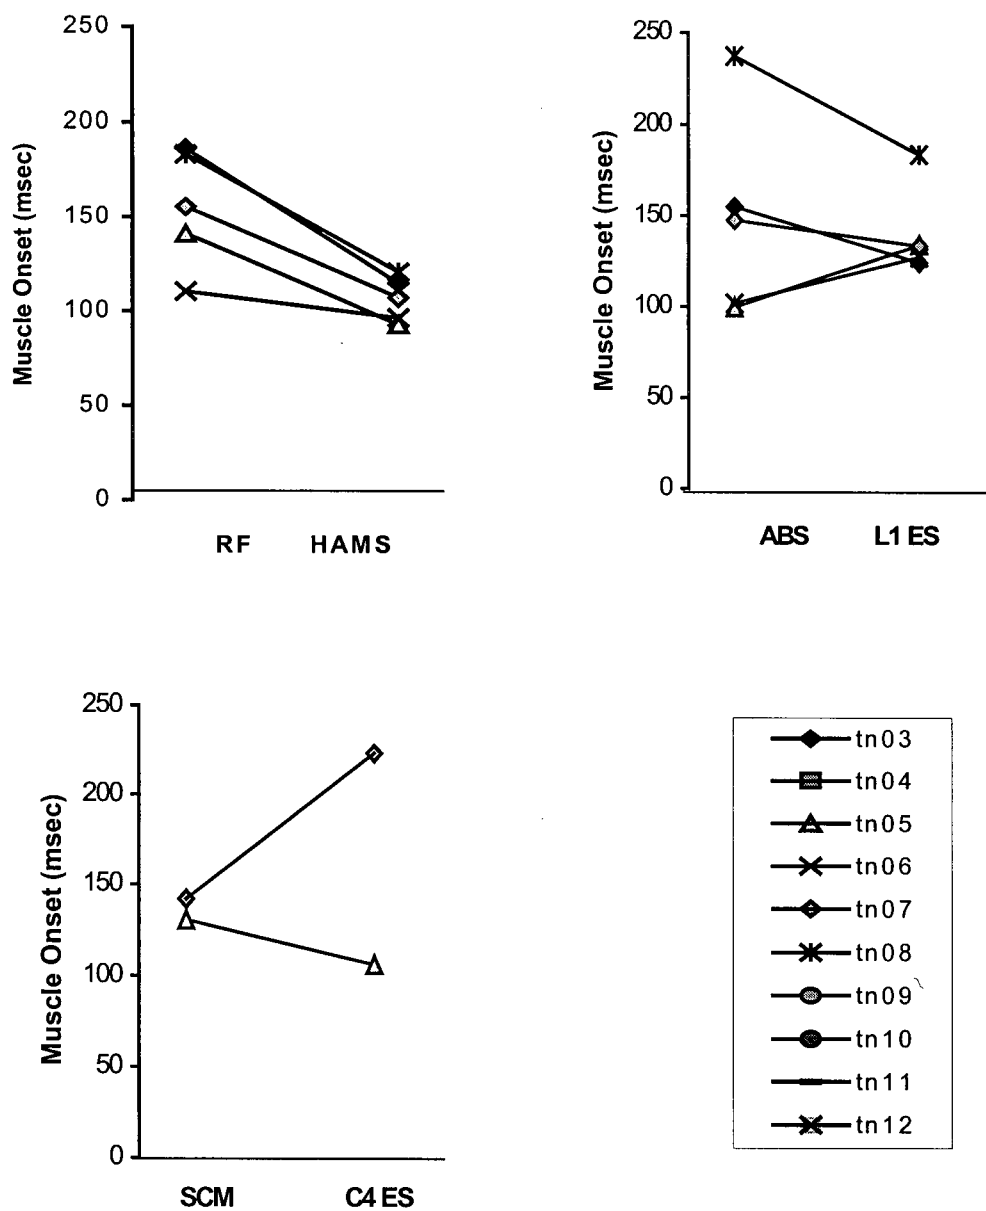 250
200
150
100
50
0
Muscle Onset (msec)
RF HAMS
250
200
150
100
50
0
Muscle Onset (msec)
ABS L1 ES
250
200
150
100
50
0
Muscle Onset (msec)
SCM C4 ES
tn03
tn04
tn05
tn06
tn07
tn08
tn09
tn10
tn11
tn12